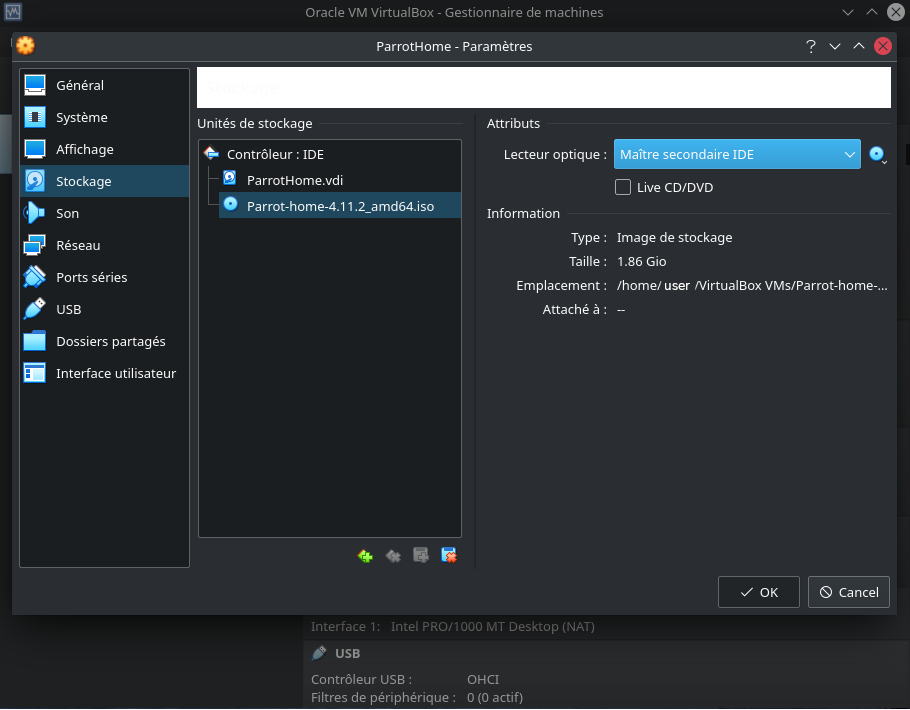 Oracle VM VirtualBox - Gestionnaire de machines
ParrotHome - Paramètres
Général
Système
Affichage
Stockage
Son
Réseau
Ports séries
USB
Dossiers partagés
Interface utilisateur
Unités de stockage
Contrôleur : IDE
ParrotHome.vdi
Parrot-home-4.11.2_amd64.iso
Attributs
Lecteur optique : Maître secondaire IDE
Live CD/DVD
Information
Type : Image de stockage
Taille : 1.86 Gio
Emplacement : /home/ user /VirtualBox VMs/Parrot-home-...
Attaché à : --
OK
Cancel
Interface 1: Intel PRO/1000 MT Desktop (NAT)
USB
Contrôleur USB : OHCI
Filtres de périphérique : 0 (0 actif)